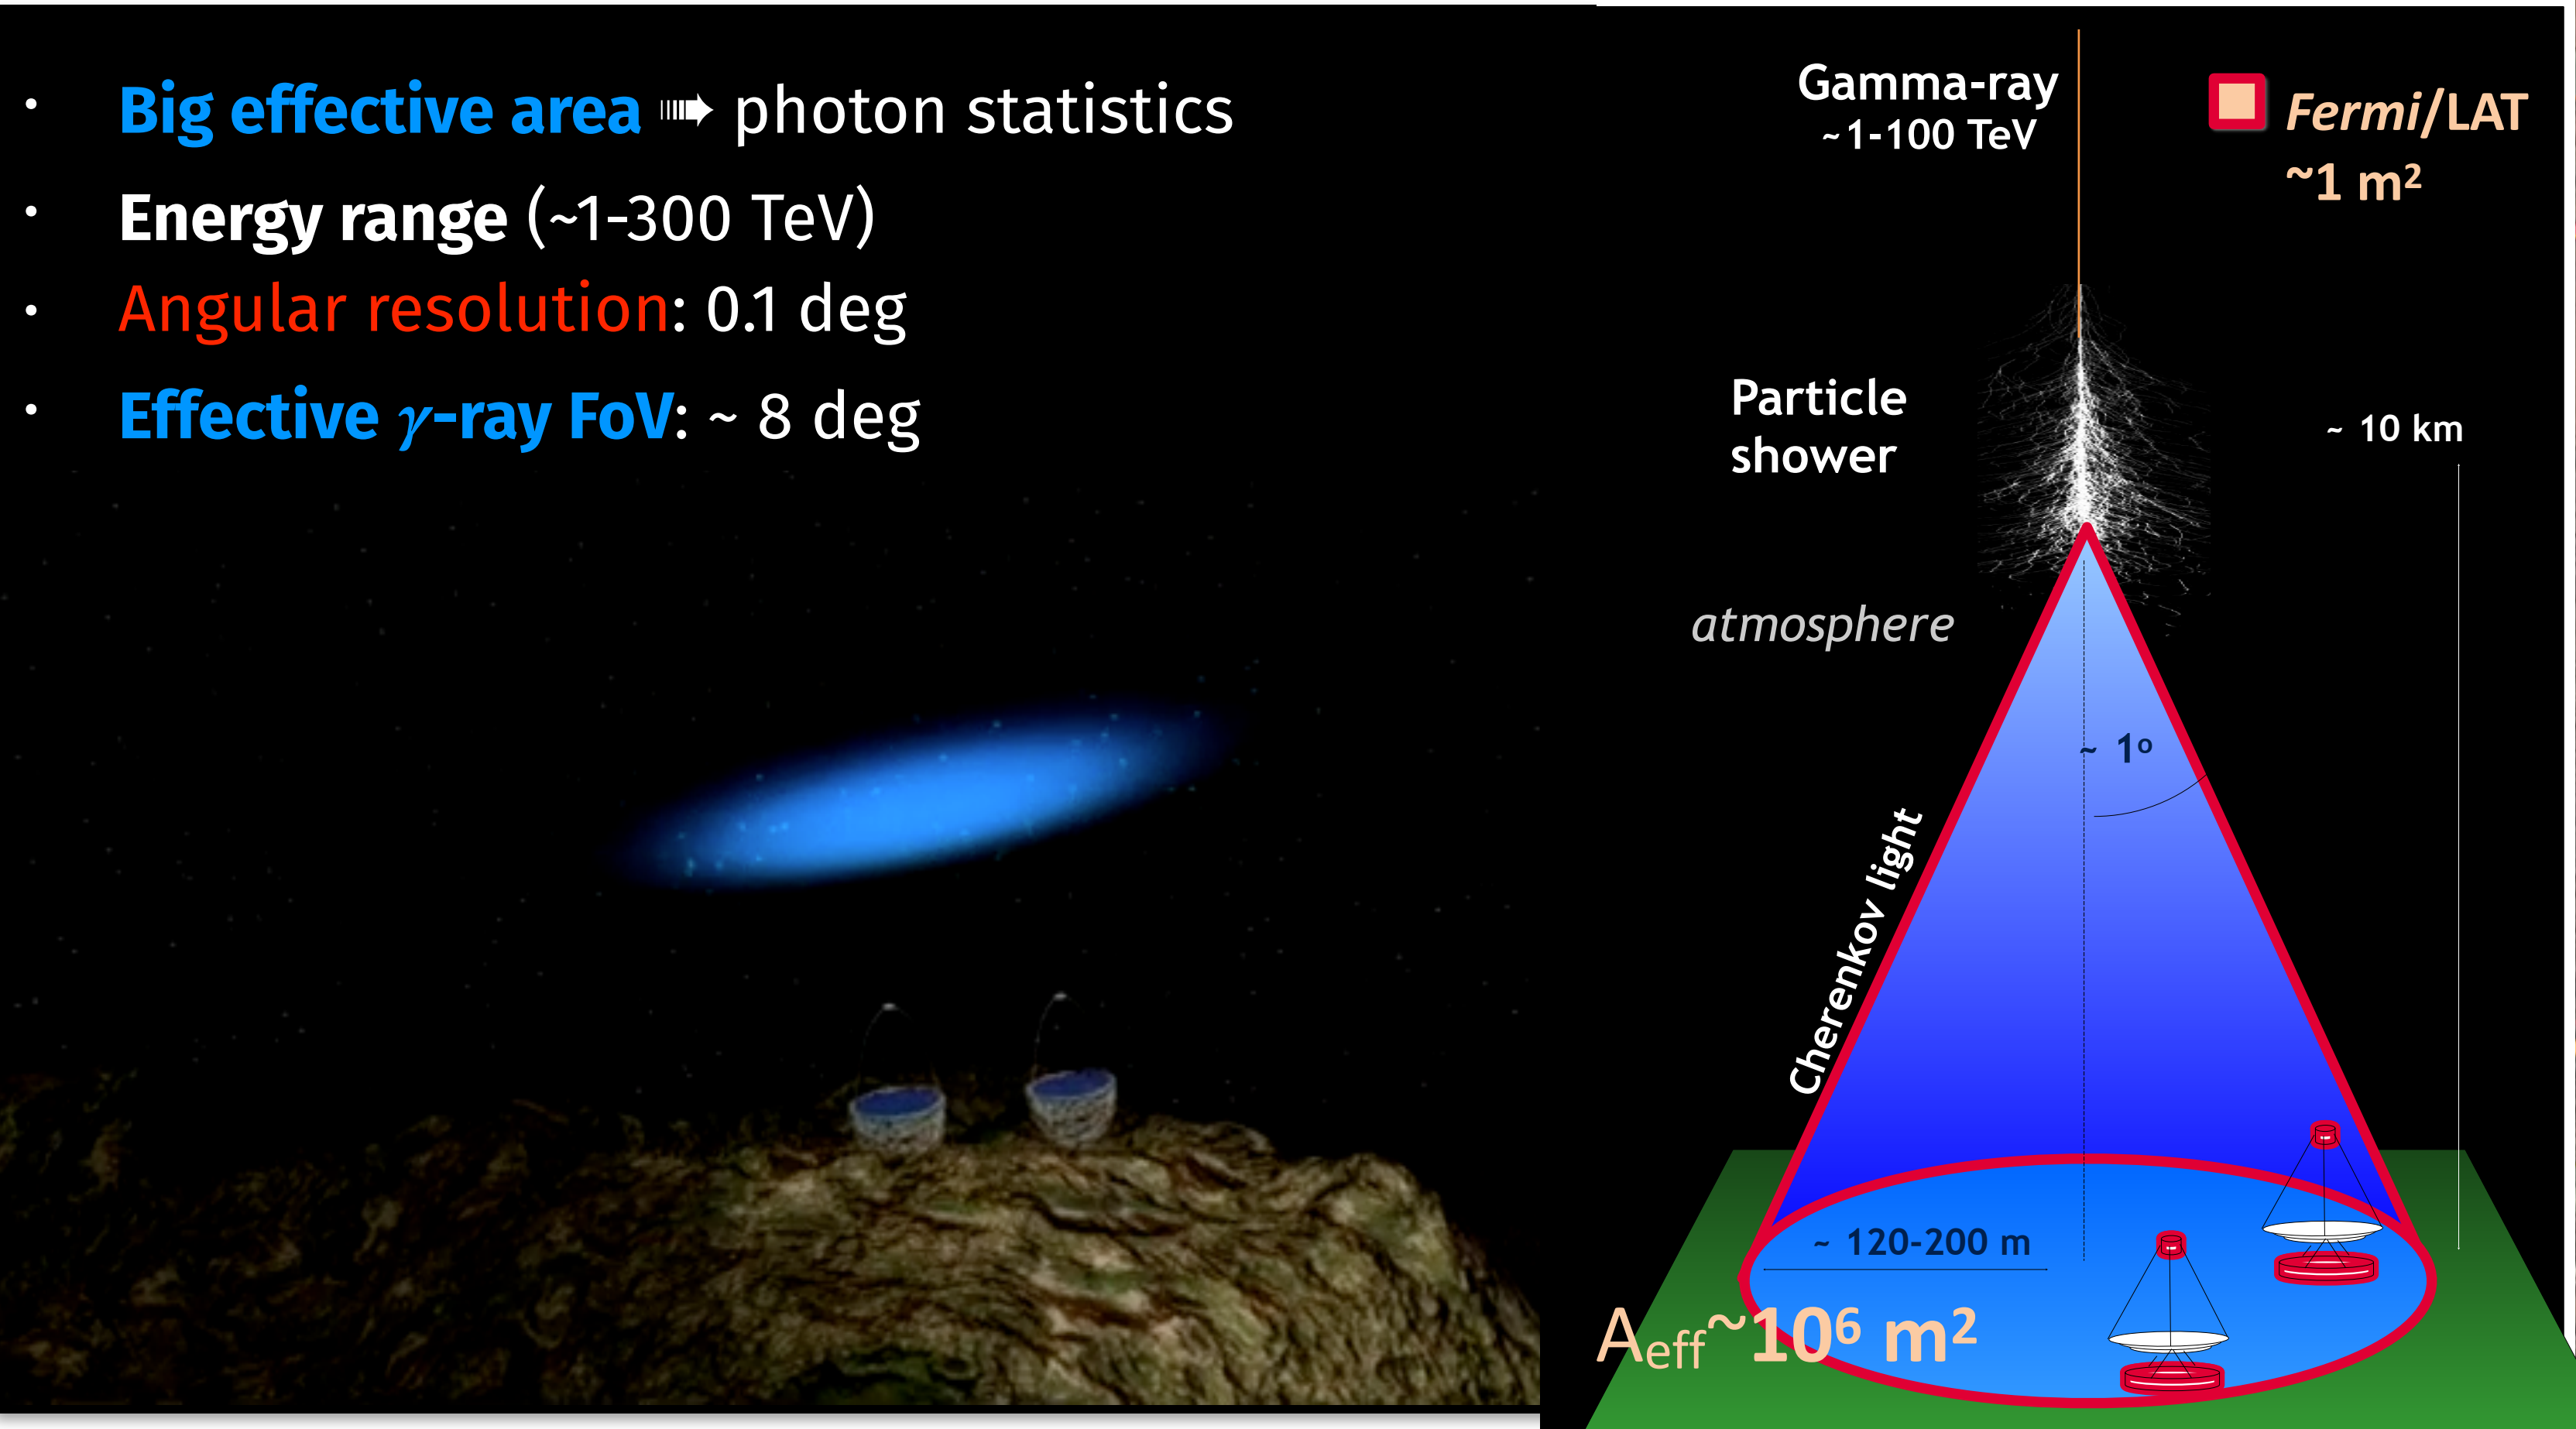 • Big effective area ➠ photon statistics
• Energy range (~1-300 TeV)
• Angular resolution: 0.1 deg
• Effective γ-ray FoV: ~ 8 deg
Gamma-ray
~1-100 TeV
Fermi/LAT
~1 m²
Particle
shower
~ 10 km
atmosphere
~ 1º
Cherenkov light
~ 120-200 m
Aeff~10⁶ m²